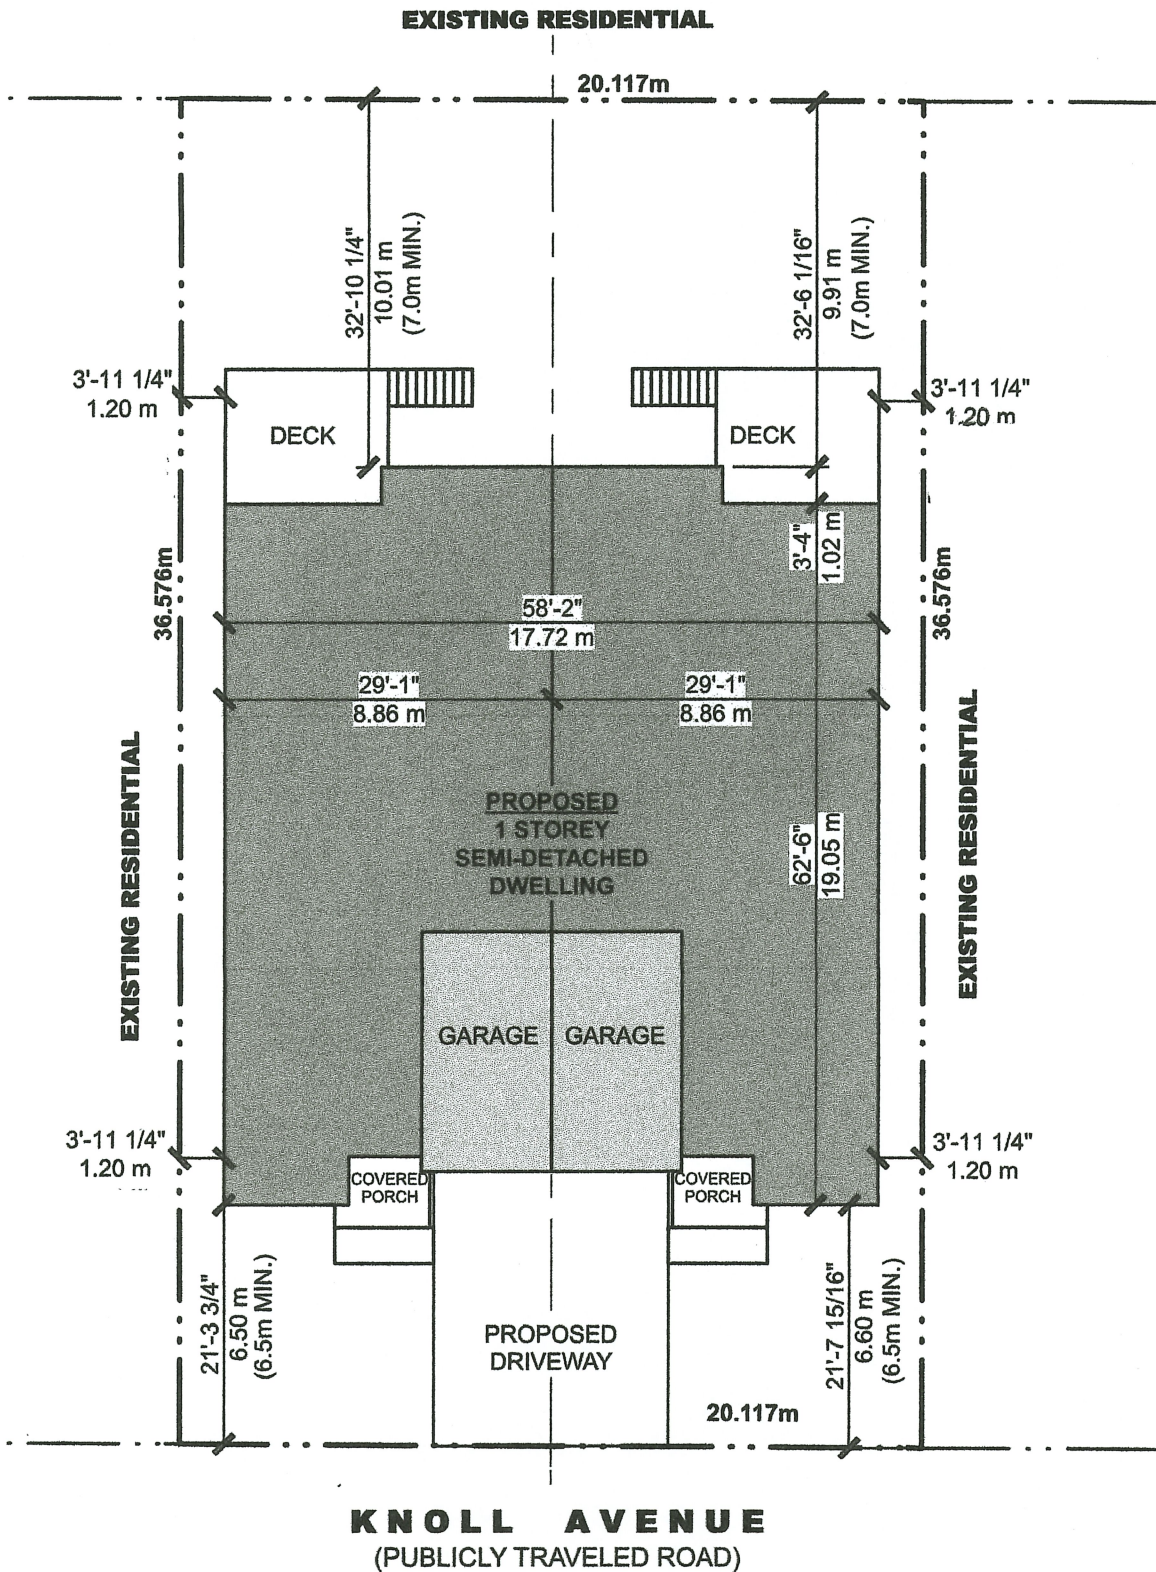 EXISTING RESIDENTIAL
20.117m
32'-10 1/4"
10.01 m
(7.0m MIN.)
32'-6 1/16"
9.91 m
(7.0m MIN.)
3'-11 1/4"
1.20 m
3'-11 1/4"
1.20 m
DECK
DECK
3'-4"
1.02 m
36.576m
36.576m
58'-2"
17.72 m
29'-1"
8.86 m
29'-1"
8.86 m
EXISTING RESIDENTIAL
EXISTING RESIDENTIAL
PROPOSED
1 STOREY
SEMI-DETACHED
DWELLING
62'-6"
19.05 m
GARAGE
GARAGE
3'-11 1/4"
1.20 m
3'-11 1/4"
1.20 m
COVERED
PORCH
COVERED
PORCH
21'-3 3/4"
6.50 m
(6.5m MIN.)
21'-7 15/16"
6.60 m
(6.5m MIN.)
PROPOSED
DRIVEWAY
20.117m
KNOLL AVENUE
(PUBLICLY TRAVELED ROAD)